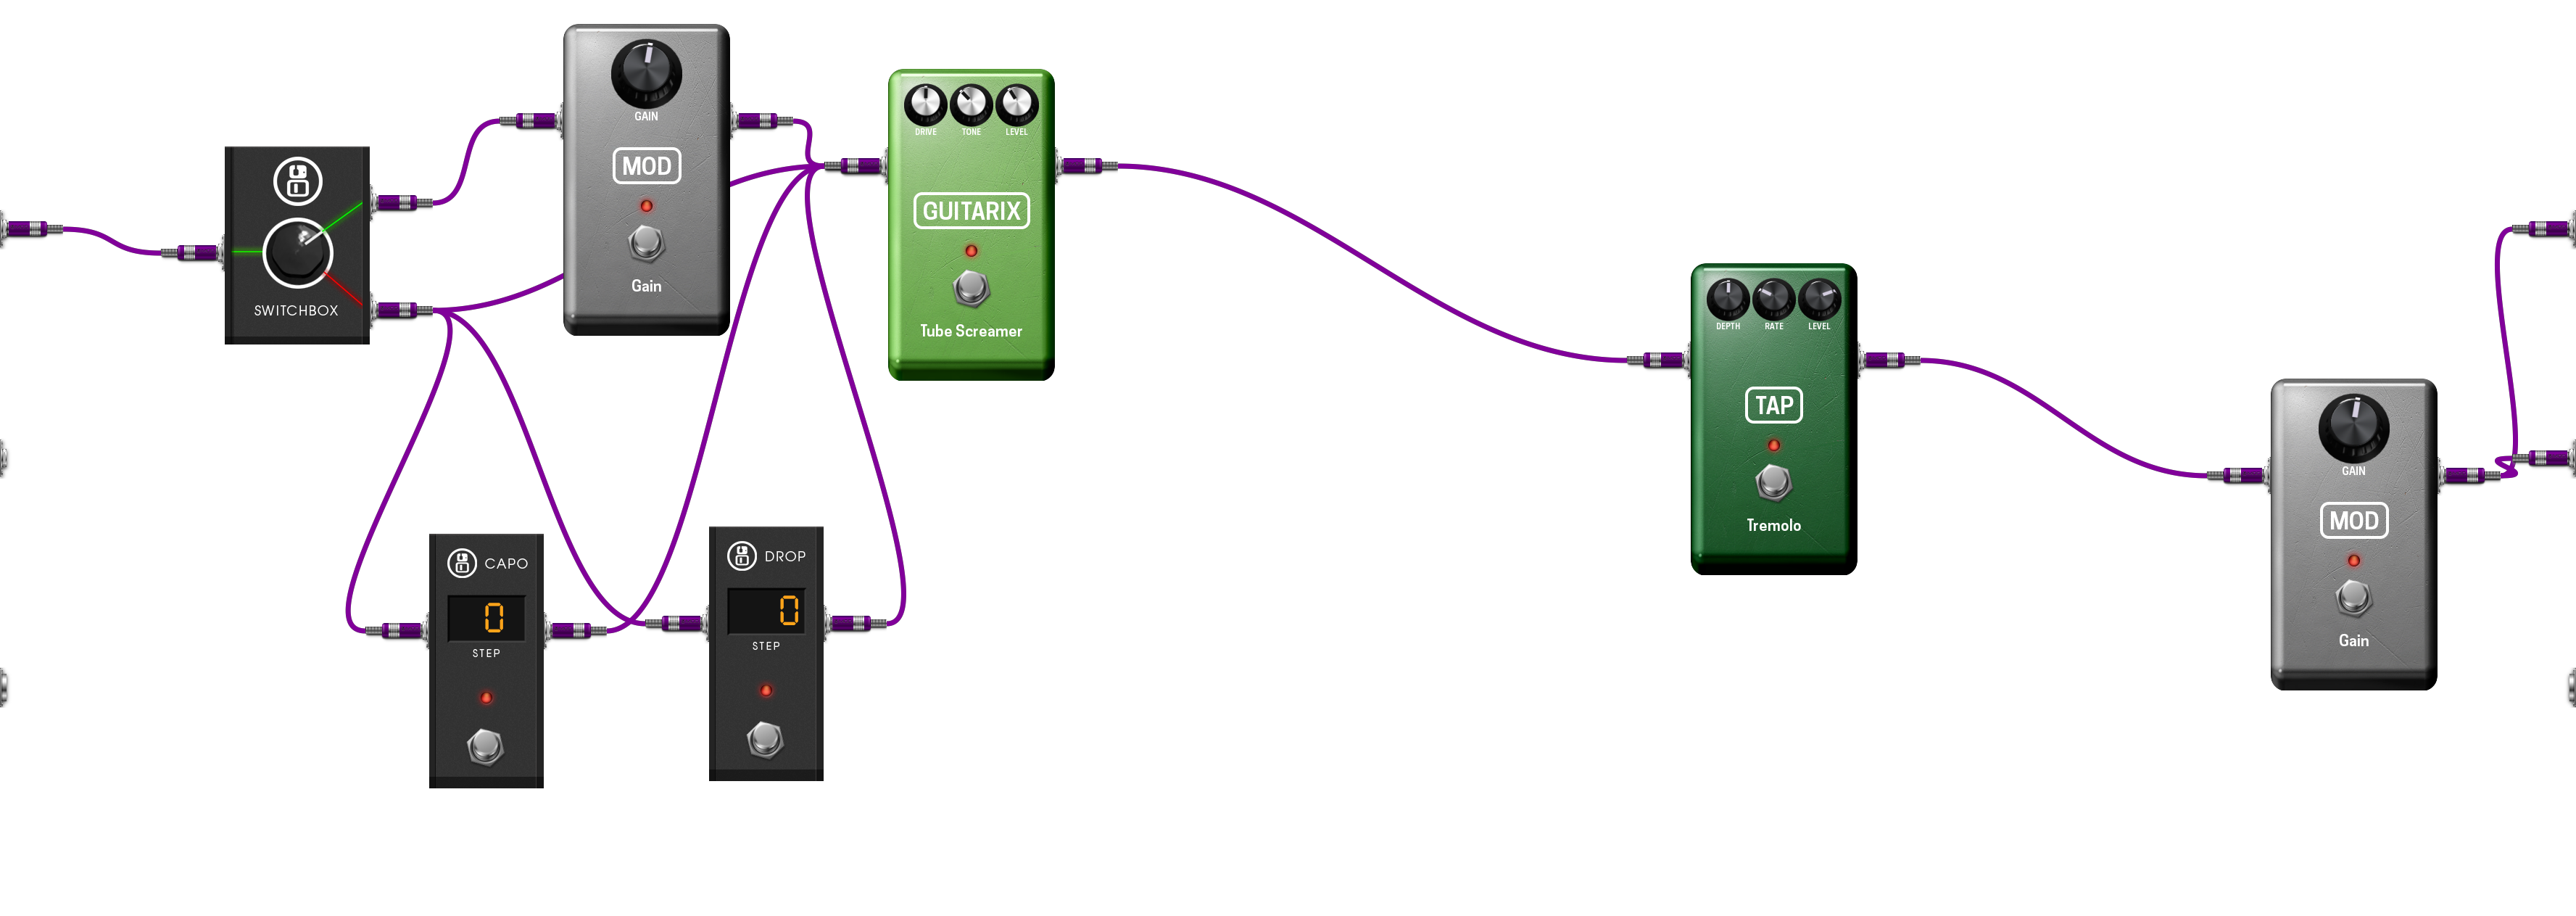 SWITCHBOX
GAIN
MOD
Gain
DRIVE TONE LEVEL
GUITARIX
Tube Screamer
CAPO
0
STEP
DROP
0
STEP
DEPTH RATE LEVEL
TAP
Tremolo
GAIN
MOD
Gain